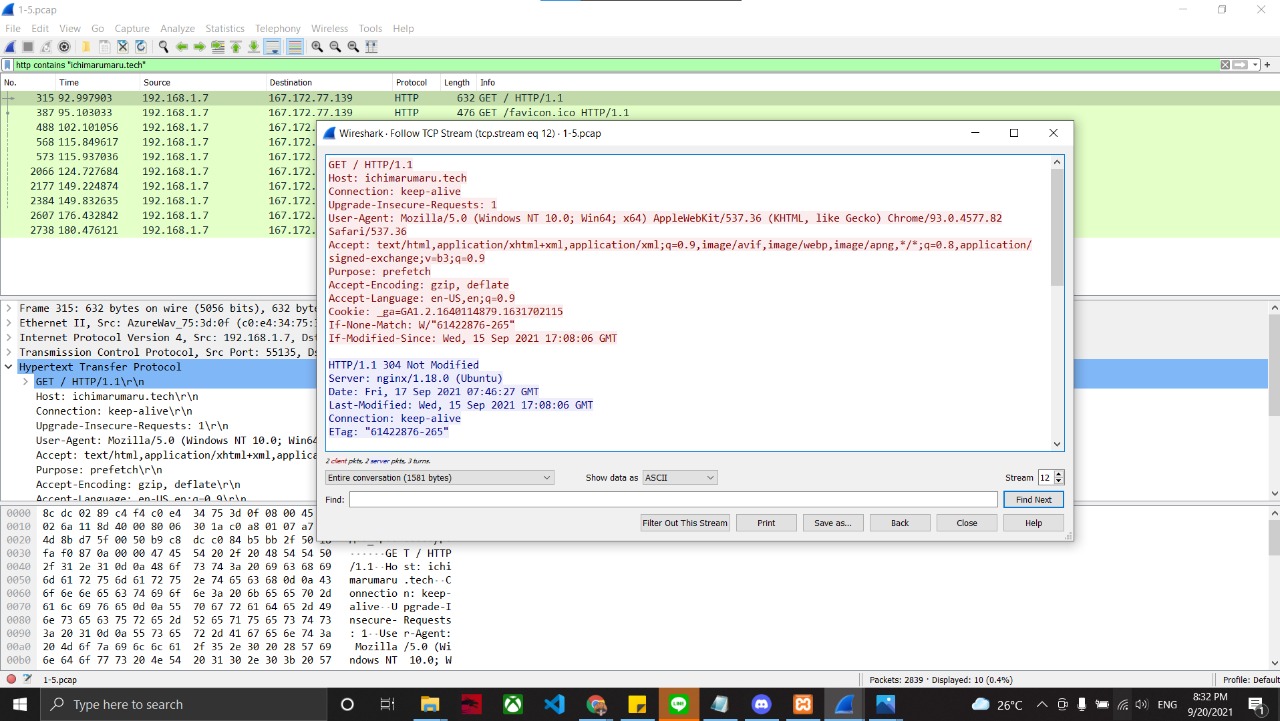 1-5.pcap
File Edit View Go Capture Analyze Statistics Telephony Wireless Tools Help
http contains "ichimarumaru.tech"
No. Time Source Destination Protocol Length Info
315 92.997903 192.168.1.7 167.172.77.139 HTTP 632 GET / HTTP/1.1
387 95.103033 192.168.1.7 167.172.77.139 HTTP 476 GET /favicon.ico HTTP/1.1
488 102.101056 192.168.1.7 167.172.
568 115.849617 192.168.1.7 167.172.
573 115.937036 192.168.1.7 167.172.
2066 124.727684 192.168.1.7 167.172.
2177 149.224874 192.168.1.7 167.172.
2384 149.832635 192.168.1.7 167.172.
2607 176.432842 192.168.1.7 167.172.
2738 180.476121 192.168.1.7 167.172.
Wireshark · Follow TCP Stream (tcp.stream eq 12) · 1-5.pcap
GET / HTTP/1.1
Host: ichimarumaru.tech
Connection: keep-alive
Upgrade-Insecure-Requests: 1
User-Agent: Mozilla/5.0 (Windows NT 10.0; Win64; x64) AppleWebKit/537.36 (KHTML, like Gecko) Chrome/93.0.4577.82
Safari/537.36
Accept: text/html,application/xhtml+xml,application/xml;q=0.9,image/avif,image/webp,image/apng,*/*;q=0.8,application/
signed-exchange;v=b3;q=0.9
Purpose: prefetch
Accept-Encoding: gzip, deflate
Accept-Language: en-US,en;q=0.9
Cookie: _ga=GA1.2.1640114879.1631702115
If-None-Match: W/"61422876-265"
If-Modified-Since: Wed, 15 Sep 2021 17:08:06 GMT
HTTP/1.1 304 Not Modified
Server: nginx/1.18.0 (Ubuntu)
Date: Fri, 17 Sep 2021 07:46:27 GMT
Last-Modified: Wed, 15 Sep 2021 17:08:06 GMT
Connection: keep-alive
ETag: "61422876-265"
2 client pkts, 2 server pkts, 3 turns.
Entire conversation (1581 bytes) Show data as ASCII Stream 12
Find: Find Next
Filter Out This Stream Print Save as... Back Close Help
Frame 315: 632 bytes on wire (5056 bits), 632 byt
Ethernet II, Src: AzureWav_75:3d:0f (c0:e4:34:75:
Internet Protocol Version 4, Src: 192.168.1.7, Dst
Transmission Control Protocol, Src Port: 55135, Ds
Hypertext Transfer Protocol
GET / HTTP/1.1\r\n
Host: ichimarumaru.tech\r\n
Connection: keep-alive\r\n
Upgrade-Insecure-Requests: 1\r\n
User-Agent: Mozilla/5.0 (Windows NT 10.0; Win64
Accept: text/html,application/xhtml+xml,applica
Purpose: prefetch\r\n
Accept-Encoding: gzip, deflate\r\n
Accept-Language: en-US,en;q=0.9\r\n
0000 8c dc 02 89 c4 f4 c0 e4 34 75 3d 0f 08 00 45
0010 02 6a 11 8d 40 00 80 06 30 1a c0 a8 01 07 a7
0020 4d 8b d7 5f 00 50 b9 c8 dc c0 84 b5 bb 2f 50 18
0030 fa f0 87 0a 00 00 47 45 54 20 2f 20 48 54 54 50 ······GE T / HTTP
0040 2f 31 2e 31 0d 0a 48 6f 73 74 3a 20 69 63 68 69 /1.1··Ho st: ichi
0050 6d 61 72 75 6d 61 72 75 2e 74 65 63 68 0d 0a 43 marumaru .tech··C
0060 6f 6e 6e 65 63 74 69 6f 6e 3a 20 6b 65 65 70 2d onnectio n: keep-
0070 61 6c 69 76 65 0d 0a 55 70 67 72 61 64 65 2d 49 alive··U pgrade-I
0080 6e 73 65 63 75 72 65 2d 52 65 71 75 65 73 74 73 nsecure- Requests
0090 3a 20 31 0d 0a 55 73 65 72 2d 41 67 65 6e 74 3a : 1··Use r-Agent:
00a0 20 4d 6f 7a 69 6c 6c 61 2f 35 2e 30 20 28 57 69 Mozilla /5.0 (Wi
00b0 6e 64 6f 77 73 20 4e 54 20 31 30 2e 30 3b 20 57 ndows NT 10.0; W
1-5.pcap Packets: 2839 · Displayed: 10 (0.4%) Profile: Default
Type here to search 26°C 8:32 PM
9/20/2021